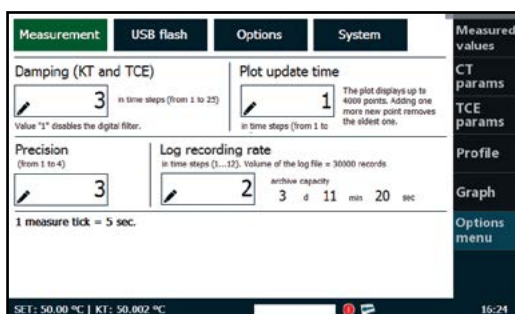 Measurement USB flash Options System
Damping (KT and TCE)
3 in time steps (from 1 to 25)
Value "1" disables the digital filter.
Plot update time
1
in time steps (from 1 to
The plot displays up to
4000 points. Adding one
more new point removes
the oldest one.
Precision
(from 1 to 4)
3
Log recording rate
in time steps (1...12). Volume of the log file = 30000 records
2
archive capacity
3 d 11 min 20 sec
1 measure tick = 5 sec.
Measured
values
CT
params
TCE
params
Profile
Graph
Options
menu
SET: 50.00 ºC | KT: 50.002 ºC 16:24